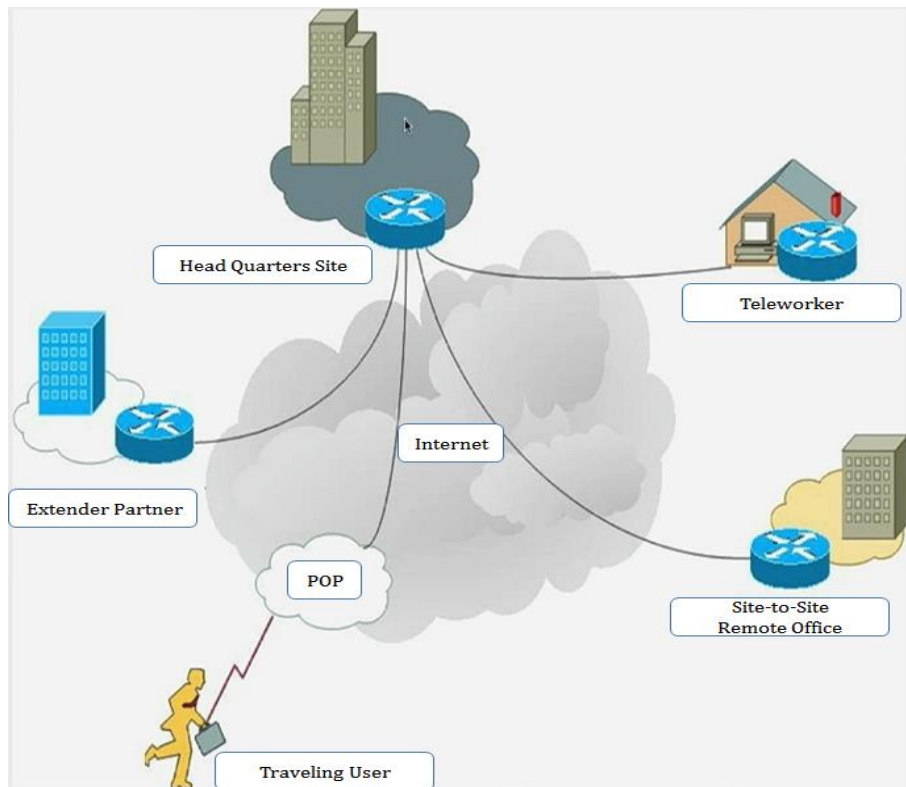 Head Quarters Site
Teleworker
Internet
Extender Partner
POP
Site-to-Site
Remote Office
Traveling User